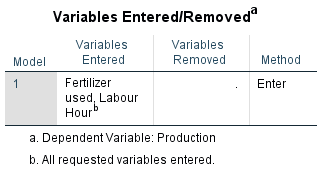 Variables Entered/Removedᵃ
Model Variables Entered Variables Removed Method
1 Fertilizer used, Labour Hourᵇ . Enter
a. Dependent Variable: Production
b. All requested variables entered.